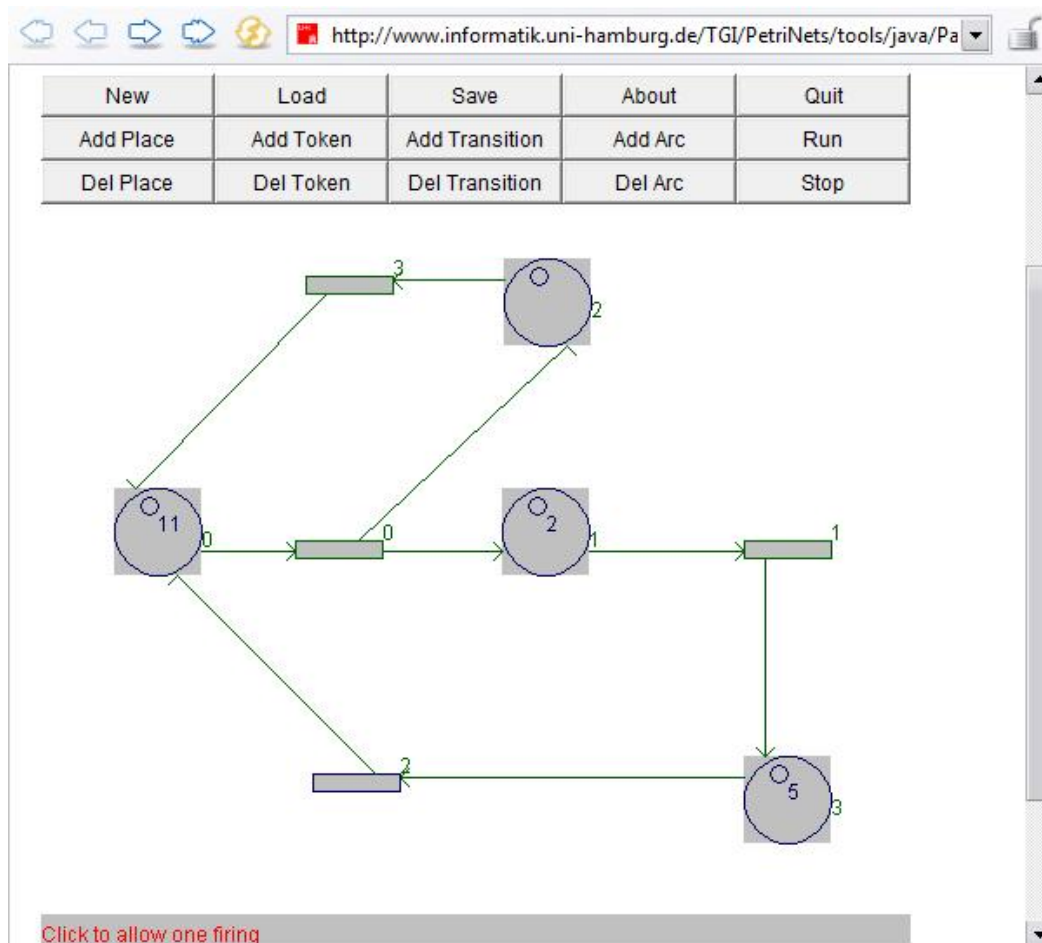 http://www.informatik.uni-hamburg.de/TGI/PetriNets/tools/java/Pa
New Load Save About Quit
Add Place Add Token Add Transition Add Arc Run
Del Place Del Token Del Transition Del Arc Stop
3
2
11
0
0
2
1
1
2
5
3
Click to allow one firing